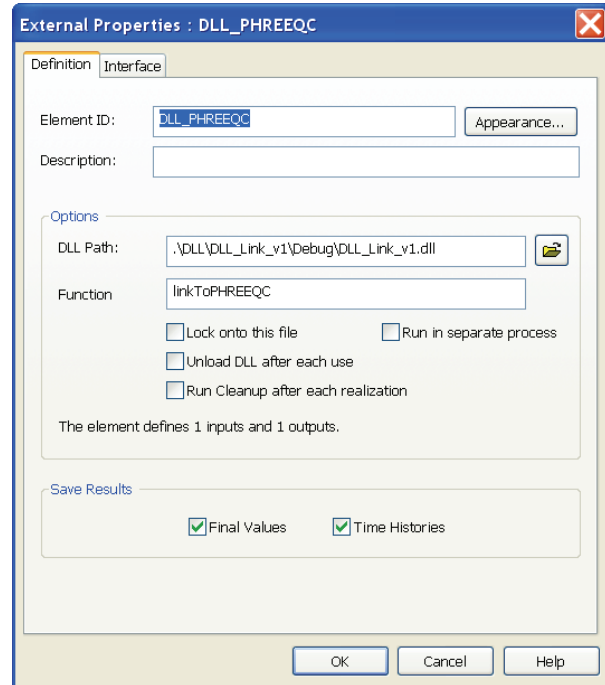 External Properties : DLL_PHREEQC
Definition Interface
Element ID: DLL_PHREEQC Appearance...
Description:
Options
DLL Path: .\DLL\DLL_Link_v1\Debug\DLL_Link_v1.dll
Function linkToPHREEQC
Lock onto this file Run in separate process
Unload DLL after each use
Run Cleanup after each realization
The element defines 1 inputs and 1 outputs.
Save Results
Final Values Time Histories
OK Cancel Help